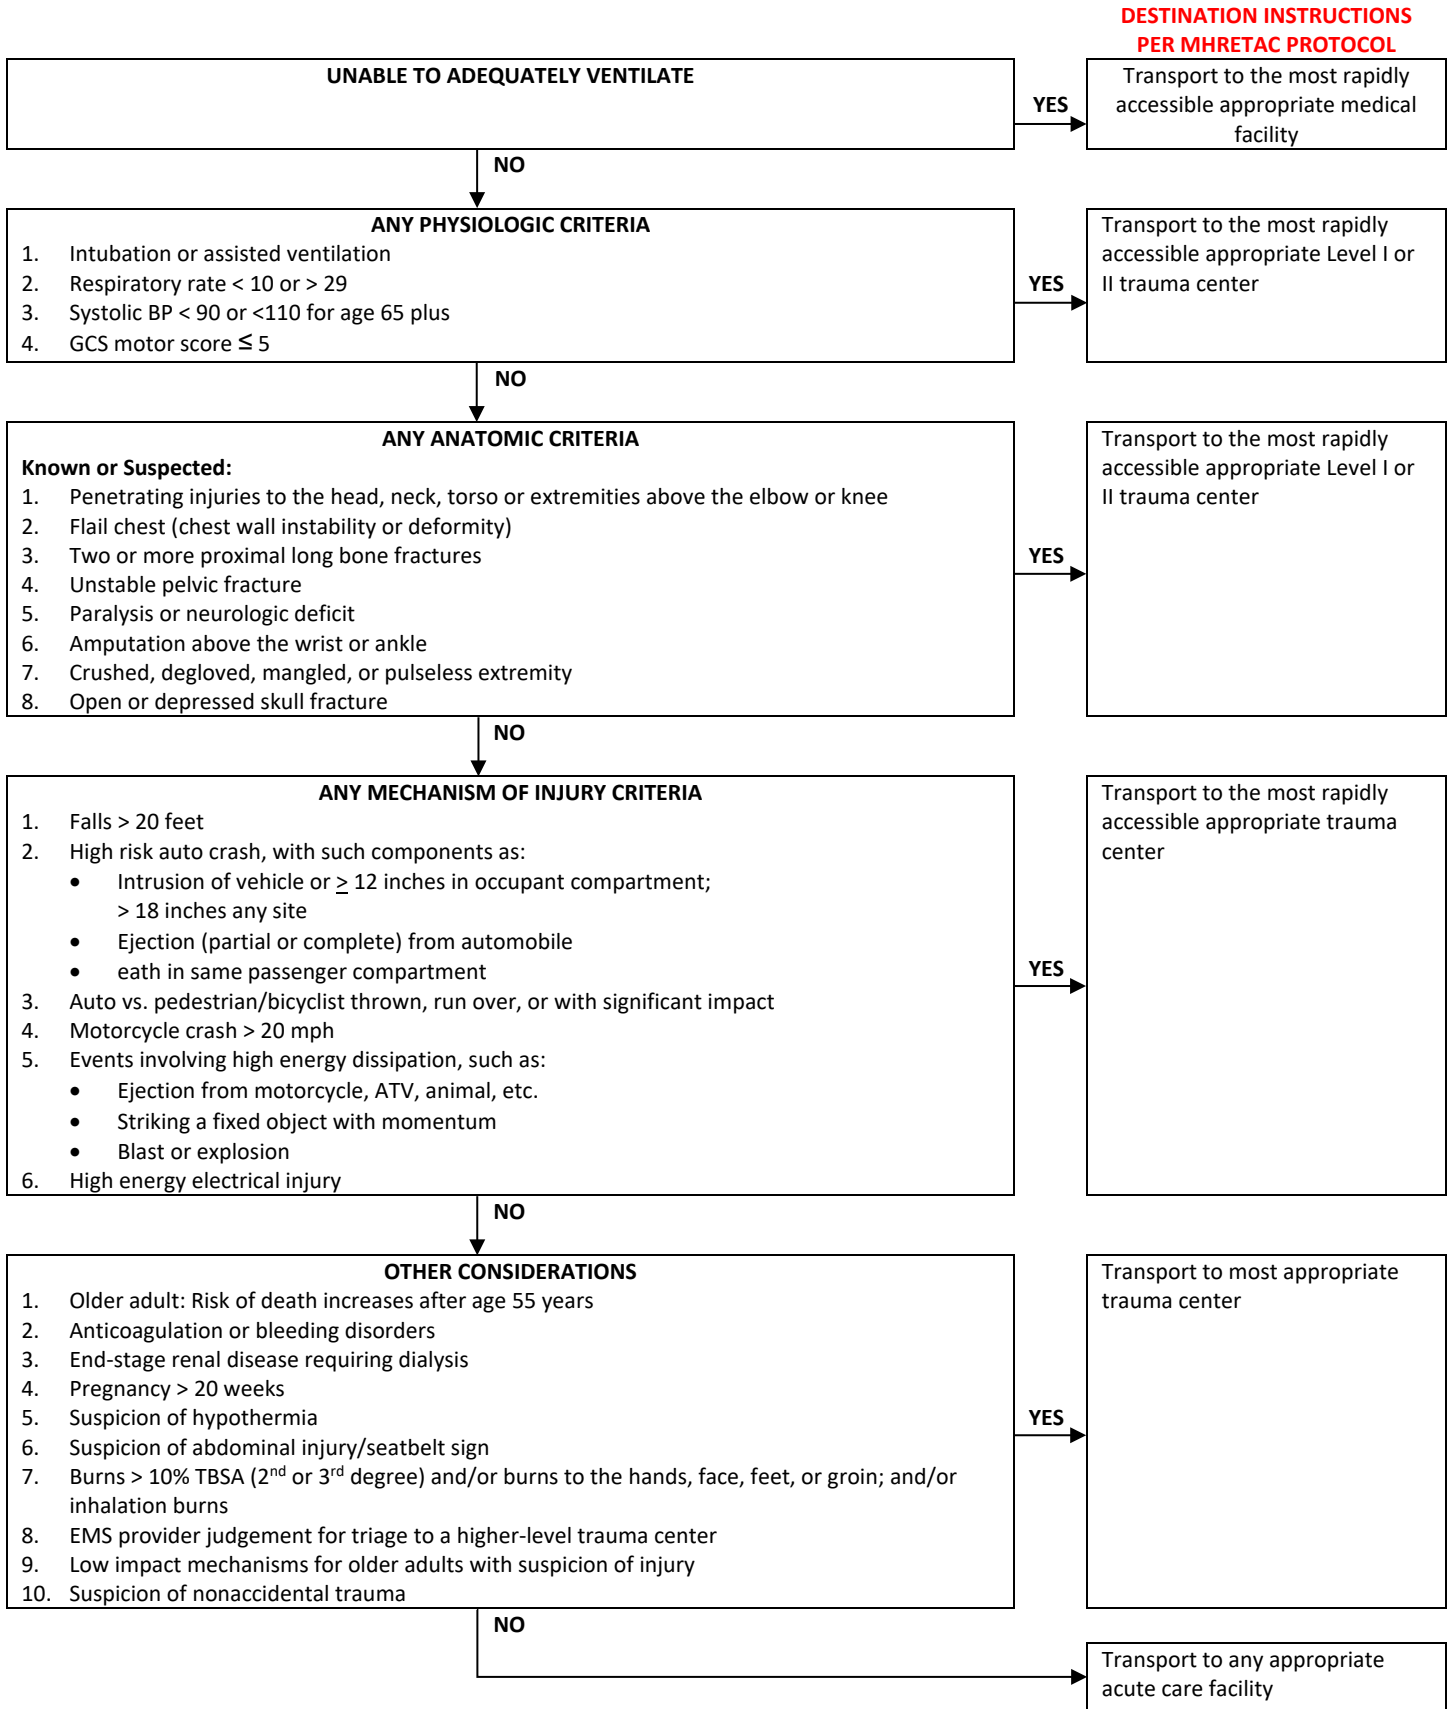 DESTINATION INSTRUCTIONS
PER MHRETAC PROTOCOL
UNABLE TO ADEQUATELY VENTILATE
YES
Transport to the most rapidly
accessible appropriate medical
facility
NO
ANY PHYSIOLOGIC CRITERIA
1. Intubation or assisted ventilation
2. Respiratory rate < 10 or > 29
3. Systolic BP < 90 or <110 for age 65 plus
4. GCS motor score ≤ 5
YES
Transport to the most rapidly
accessible appropriate Level I or
II trauma center
NO
ANY ANATOMIC CRITERIA
Known or Suspected:
1. Penetrating injuries to the head, neck, torso or extremities above the elbow or knee
2. Flail chest (chest wall instability or deformity)
3. Two or more proximal long bone fractures
4. Unstable pelvic fracture
5. Paralysis or neurologic deficit
6. Amputation above the wrist or ankle
7. Crushed, degloved, mangled, or pulseless extremity
8. Open or depressed skull fracture
YES
Transport to the most rapidly
accessible appropriate Level I or
II trauma center
NO
ANY MECHANISM OF INJURY CRITERIA
1. Falls > 20 feet
2. High risk auto crash, with such components as:
• Intrusion of vehicle or ≥ 12 inches in occupant compartment;
> 18 inches any site
• Ejection (partial or complete) from automobile
• eath in same passenger compartment
3. Auto vs. pedestrian/bicyclist thrown, run over, or with significant impact
4. Motorcycle crash > 20 mph
5. Events involving high energy dissipation, such as:
• Ejection from motorcycle, ATV, animal, etc.
• Striking a fixed object with momentum
• Blast or explosion
6. High energy electrical injury
YES
Transport to the most rapidly
accessible appropriate trauma
center
NO
OTHER CONSIDERATIONS
1. Older adult: Risk of death increases after age 55 years
2. Anticoagulation or bleeding disorders
3. End-stage renal disease requiring dialysis
4. Pregnancy > 20 weeks
5. Suspicion of hypothermia
6. Suspicion of abdominal injury/seatbelt sign
7. Burns > 10% TBSA (2nd or 3rd degree) and/or burns to the hands, face, feet, or groin; and/or
inhalation burns
8. EMS provider judgement for triage to a higher-level trauma center
9. Low impact mechanisms for older adults with suspicion of injury
10. Suspicion of nonaccidental trauma
YES
Transport to most appropriate
trauma center
NO
Transport to any appropriate
acute care facility